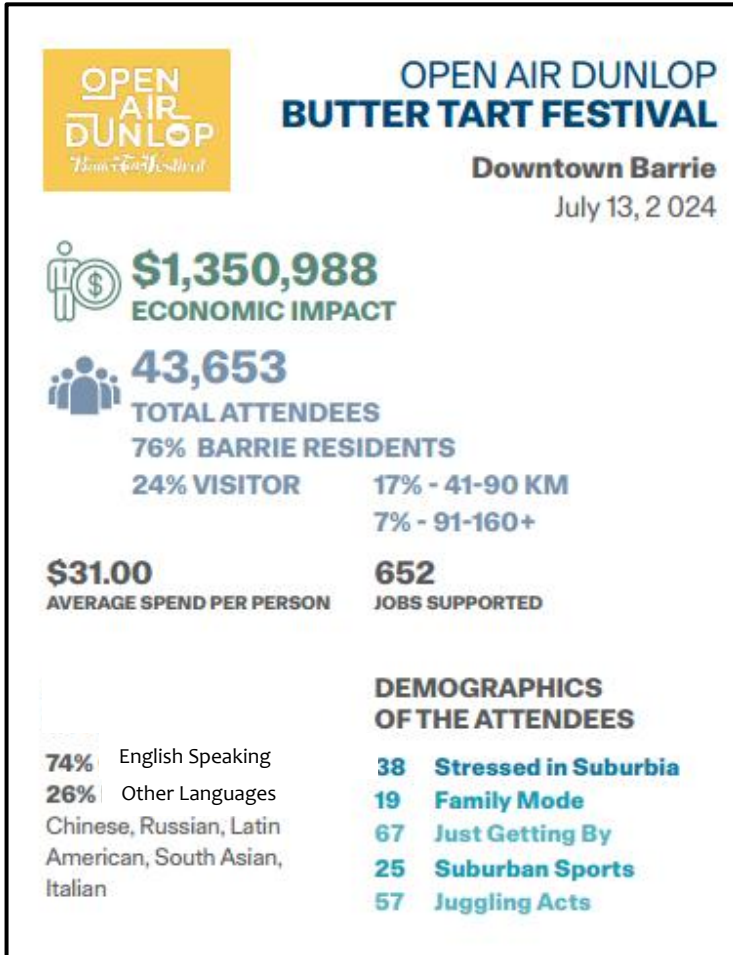 OPEN
AIR
DUNLOP
Butter Tart Festival
OPEN AIR DUNLOP
BUTTER TART FESTIVAL
Downtown Barrie
July 13, 2 024
$
$1,350,988
ECONOMIC IMPACT
43,653
TOTAL ATTENDEES
76% BARRIE RESIDENTS
24% VISITOR
17% - 41-90 KM
7% - 91-160+
$31.00
AVERAGE SPEND PER PERSON
652
JOBS SUPPORTED
74% English Speaking
26% Other Languages
Chinese, Russian, Latin
American, South Asian,
Italian
DEMOGRAPHICS
OF THE ATTENDEES
38 Stressed in Suburbia
19 Family Mode
67 Just Getting By
25 Suburban Sports
57 Juggling Acts